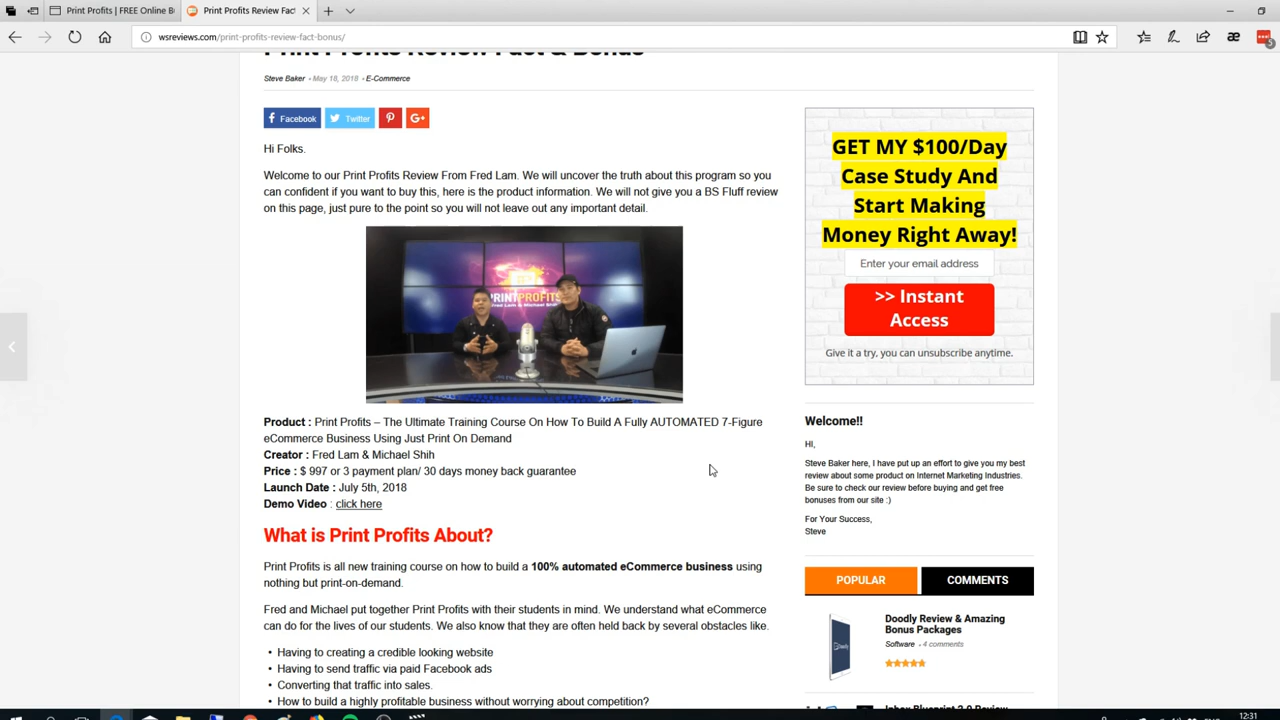 Print Profits | FREE Online B
Print Profits Review Fac
wsreviews.com/print-profits-review-fact-bonus/
Print Profits Review Fact & Bonus
Steve Baker - May 18, 2018 • E-Commerce
Facebook
Twitter
G+
Hi Folks.
Welcome to our Print Profits Review From Fred Lam. We will uncover the truth about this program so you
can confident if you want to buy this, here is the product information. We will not give you a BS Fluff review
on this page, just pure to the point so you will not leave out any important detail.
PRINTPROFITS
Fred Lam & Michael Shih
Product : Print Profits – The Ultimate Training Course On How To Build A Fully AUTOMATED 7-Figure
eCommerce Business Using Just Print On Demand
Creator : Fred Lam & Michael Shih
Price : $ 997 or 3 payment plan/ 30 days money back guarantee
Launch Date : July 5th, 2018
Demo Video : click here
What is Print Profits About?
Print Profits is all new training course on how to build a 100% automated eCommerce business using
nothing but print-on-demand.
Fred and Michael put together Print Profits with their students in mind. We understand what eCommerce
can do for the lives of our students. We also know that they are often held back by several obstacles like.
• Having to creating a credible looking website
• Having to send traffic via paid Facebook ads
• Converting that traffic into sales.
• How to build a highly profitable business without worrying about competition?
GET MY $100/Day
Case Study And
Start Making
Money Right Away!
Enter your email address
>> Instant
Access
Give it a try, you can unsubscribe anytime.
Welcome!!
HI,
Steve Baker here, I have put up an effort to give you my best
review about some product on Internet Marketing Industries.
Be sure to check our review before buying and get free
bonuses from our site :)
For Your Success,
Steve
POPULAR
COMMENTS
Doodly Review & Amazing
Bonus Packages
Software - 4 comments
Inbox Blueprint 2.0 Review
12:31